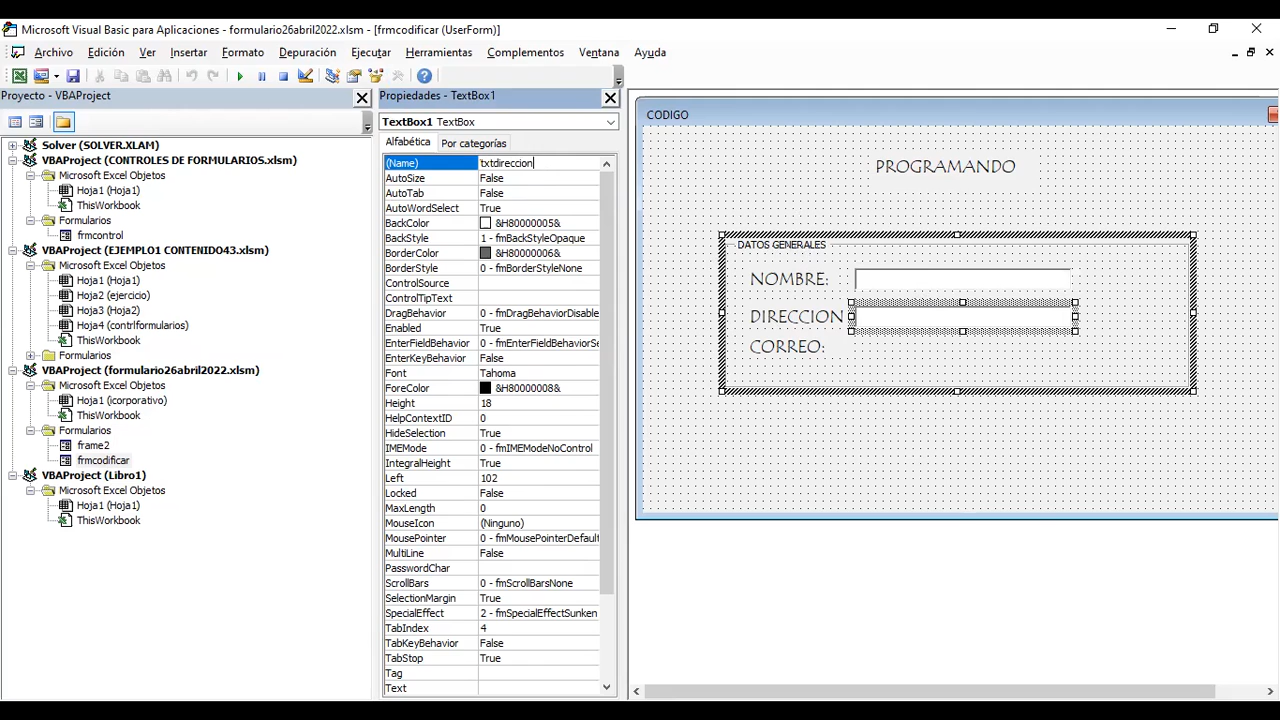 Microsoft Visual Basic para Aplicaciones - formulario26abril2022.xlsm - [frmcodificar (UserForm)]
Archivo Edición Ver Insertar Formato Depuración Ejecutar Herramientas Complementos Ventana Ayuda
Proyecto - VBAProject
Solver (SOLVER.XLAM)
VBAProject (CONTROLES DE FORMULARIOS.xlsm)
Microsoft Excel Objetos
Hoja1 (Hoja1)
ThisWorkbook
Formularios
frmcontrol
VBAProject (EJEMPLO1 CONTENIDO43.xlsm)
Microsoft Excel Objetos
Hoja1 (Hoja1)
Hoja2 (ejercicio)
Hoja3 (Hoja2)
Hoja4 (contrlformularios)
ThisWorkbook
Formularios
VBAProject (formulario26abril2022.xlsm)
Microsoft Excel Objetos
Hoja1 (icorporativo)
ThisWorkbook
Formularios
frame2
frmcodificar
VBAProject (Libro1)
Microsoft Excel Objetos
Hoja1 (Hoja1)
ThisWorkbook
Propiedades - TextBox1
TextBox1 TextBox
Alfabética Por categorías
(Name) txtdireccion
AutoSize False
AutoTab False
AutoWordSelect True
BackColor &H80000005&
BackStyle 1 - fmBackStyleOpaque
BorderColor &H80000006&
BorderStyle 0 - fmBorderStyleNone
ControlSource
ControlTipText
DragBehavior 0 - fmDragBehaviorDisable
Enabled True
EnterFieldBehavior 0 - fmEnterFieldBehaviorSe
EnterKeyBehavior False
Font Tahoma
ForeColor &H80000008&
Height 18
HelpContextID 0
HideSelection True
IMEMode 0 - fmIMEModeNoControl
IntegralHeight True
Left 102
Locked False
MaxLength 0
MouseIcon (Ninguno)
MousePointer 0 - fmMousePointerDefault
MultiLine False
PasswordChar
ScrollBars 0 - fmScrollBarsNone
SelectionMargin True
SpecialEffect 2 - fmSpecialEffectSunken
TabIndex 4
TabKeyBehavior False
TabStop True
Tag
Text
CODIGO
PROGRAMANDO
DATOS GENERALES
NOMBRE:
DIRECCION
CORREO: